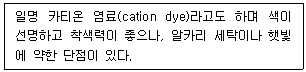 일명 카티온 염료(cation dye)라고도 하며 색이
선명하고 착색력이 좋으나, 알카리 세탁이나 햇빛
에 약한 단점이 있다.